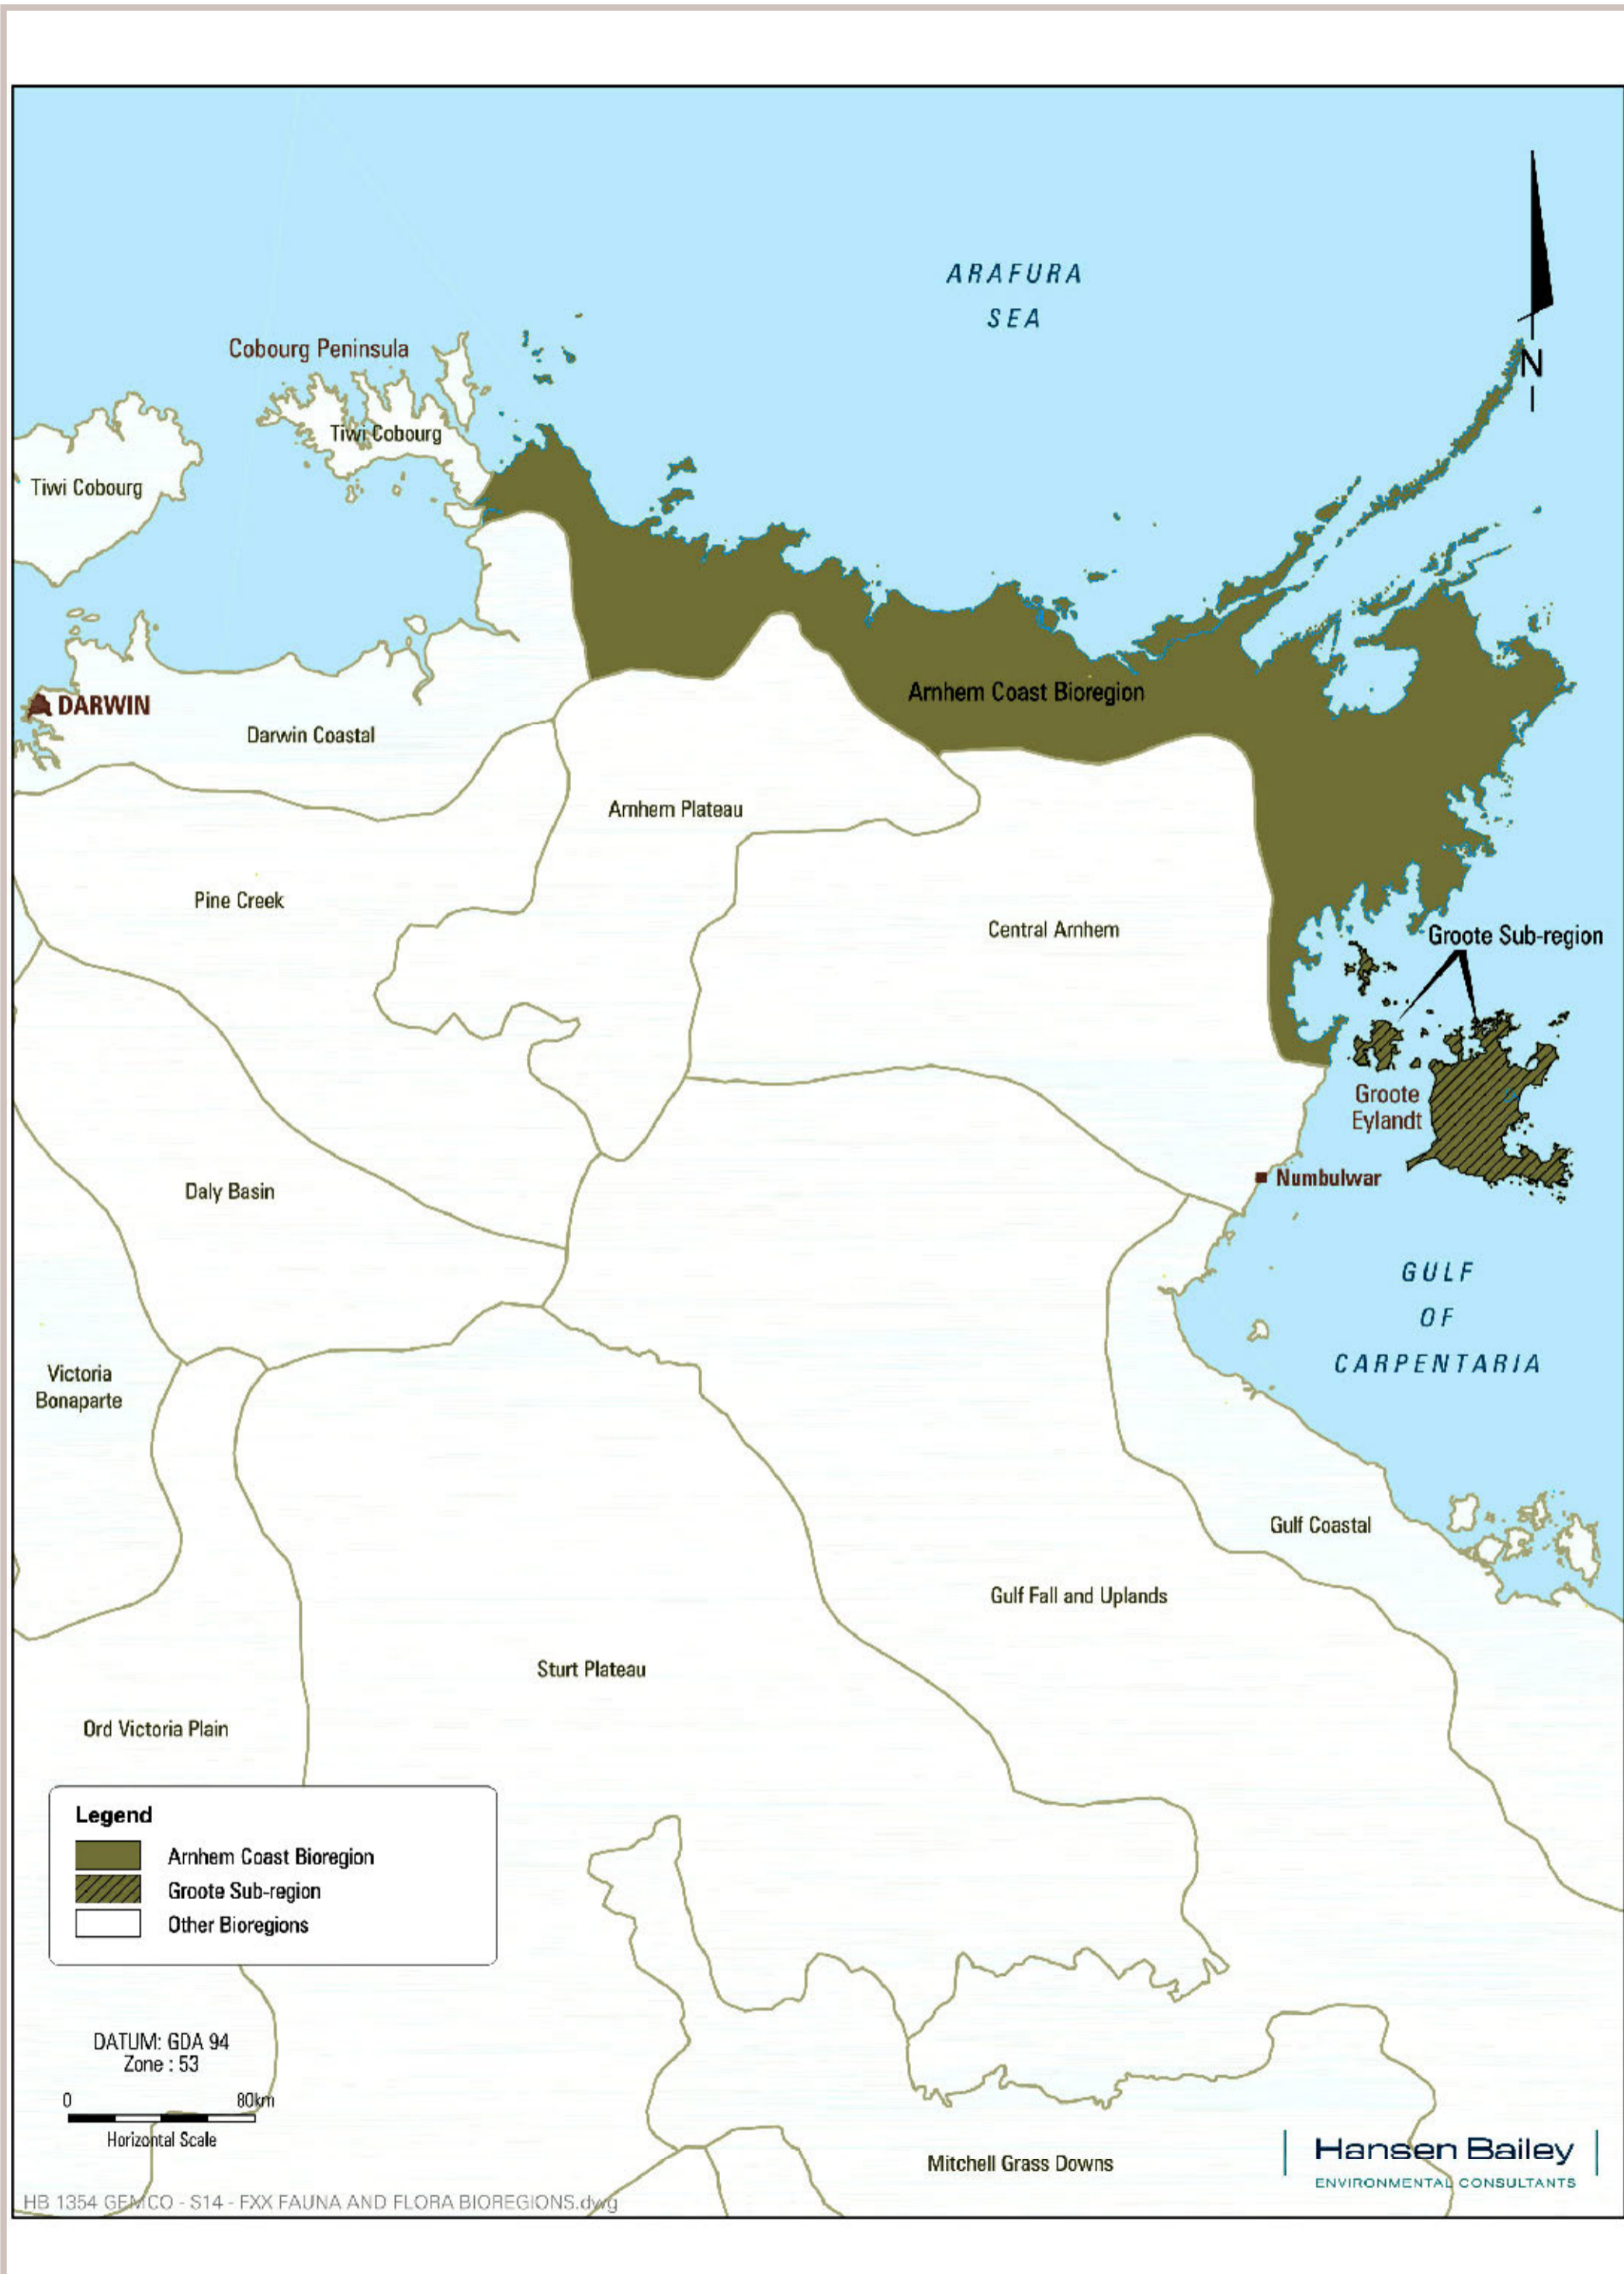 ARAFURA
SEA
N
Cobourg Peninsula
Tiwi Cobourg
Tiwi Cobourg
DARWIN
Darwin Coastal
Arnhem Coast Bioregion
Arnhem Plateau
Pine Creek
Central Arnhem
Groote Sub-region
Groote
Eylandt
Numbulwar
Daly Basin
GULF
OF
CARPENTARIA
Victoria
Bonaparte
Gulf Coastal
Gulf Fall and Uplands
Sturt Plateau
Ord Victoria Plain
Legend
Arnhem Coast Bioregion
Groote Sub-region
Other Bioregions
DATUM: GDA 94
Zone : 53
0 80km
Horizontal Scale
Mitchell Grass Downs
Hansen Bailey
ENVIRONMENTAL CONSULTANTS
HB 1354 GEMCO - S14 - FXX FAUNA AND FLORA BIOREGIONS.dwg